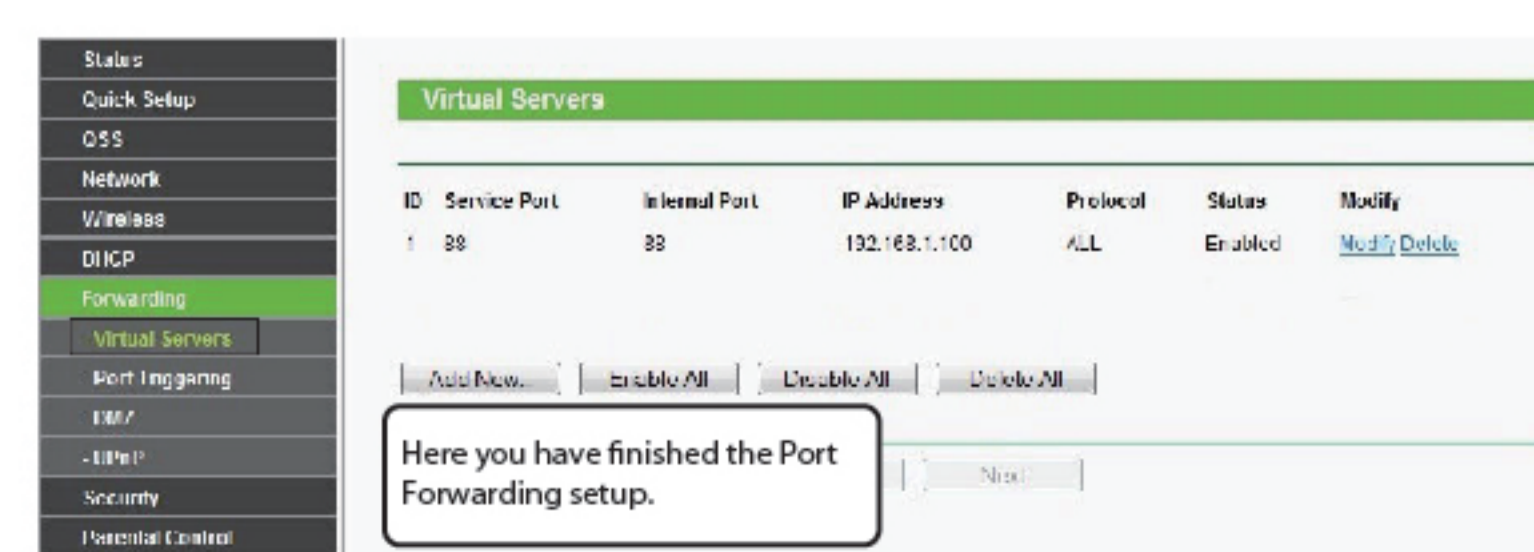 Status
Quick Setup
QSS
Network
Wireless
DHCP
Forwarding
- Virtual Servers
- Port Triggering
- DMZ
- UPnP
Security
Parental Control
Virtual Servers
ID Service Port Internal Port IP Address Protocol Status Modify
1 88 88 192.168.1.100 ALL Enabled Modify Delete
Add New... Enable All Disable All Delete All
Next
Here you have finished the Port
Forwarding setup.